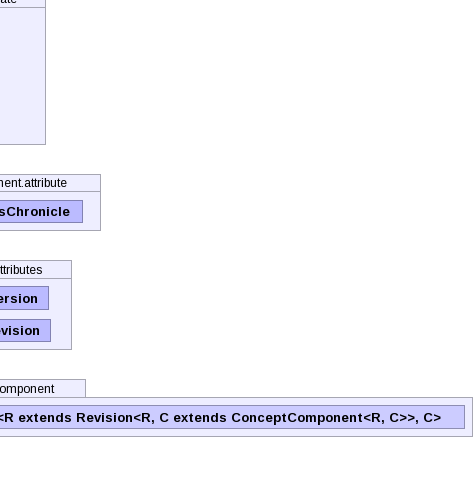 ate
nent.attribute
sChronicle
ttributes
ersion
vision
omponent
<R extends Revision<R, C extends ConceptComponent<R, C>>, C>